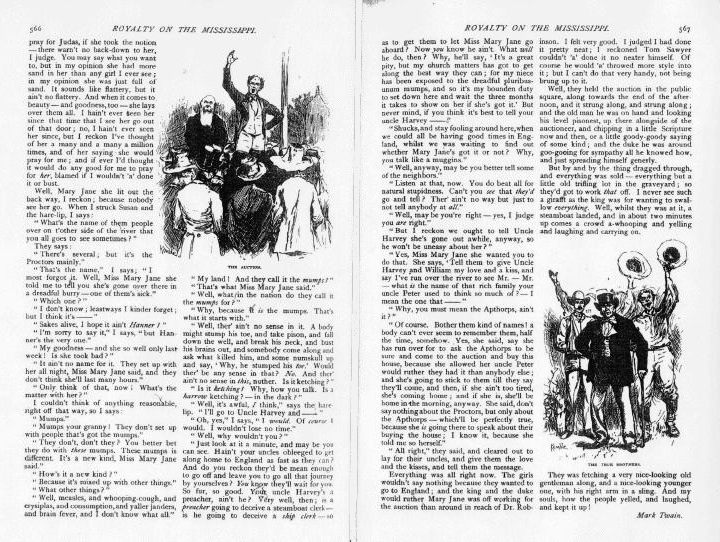 566
ROYALTY ON THE MISSISSIPPI.
pray for Judas, if she took the notion
—there warn't no back-down to her,
I judge. You may say what you want
to, but in my opinion she had more
sand in her than any girl I ever see;
in my opinion she was just full of
sand. It sounds like flattery, but it
ain't no flattery. And when it comes to
beauty—and goodness, too—she lays
over them all. I hain't ever seen her
since that time that I see her go out
of that door; no, I hain't ever seen
her since, but I reckon I've thought
of her a many and a many a million
times, and of her saying she would
pray for me; and if ever I'd thought
it would do any good for me to pray
for her, blamed if I wouldn't 'a' done
it or bust.
Well, Mary Jane she lit out the
back way, I reckon; because nobody
see her go. When I struck Susan and
the hare-lip, I says:
"What's the name of them people
over on t'other side of the river that
you all goes to see sometimes?"
They says:
"There's several; but it's the
Proctors mainly."
"That's the name," I says; "I
most forgot it. Well, Miss Mary Jane she
told me to tell you she's gone over there in
a dreadful hurry—one of them's sick."
"Which one?"
"I don't know; leastways I kinder forget;
but I think it's——"
"Sakes alive, I hope it ain't Hanner!"
"I'm sorry to say it," I says, "but Han-
ner's the very one."
"My goodness—and she so well only last
week! Is she took bad?"
"It ain't no name for it. They set up with
her all night, Miss Mary Jane said, and they
don't think she'll last many hours."
"Only think of that, now! What's the
matter with her?"
I couldn't think of anything reasonable,
right off that way, so I says:
"Mumps."
"Mumps your granny! They don't set up
with people that's got the mumps."
"They don't, don't they? You better bet
they do with these mumps. These mumps is
different. It's a new kind, Miss Mary Jane
said."
"How's it a new kind?"
"Because it's mixed up with other things."
"What other things?"
"Well, measles, and whooping-cough, and
erysiplas, and consumption, and yaller janders,
and brain fever, and I don't know what all."
THE AUCTION.
"My land! And they call it the mumps?"
"That's what Miss Mary Jane said."
"Well, what in the nation do they call it
the mumps for?"
"Why, because it is the mumps. That's
what it starts with."
"Well, ther' ain't no sense in it. A body
might stump his toe, and take pison, and fall
down the well, and break his neck, and bust
his brains out, and somebody come along and
ask what killed him, and some numskull up
and say, 'Why, he stumped his toe.' Would
ther' be any sense in that? No. And ther'
ain't no sense in this, nuther. Is it ketching?"
"Is it ketching? Why, how you talk. Is a
harrow ketching?—in the dark?"
"Well, it's awful, I think," says the hare-
lip. "I'll go to Uncle Harvey and——"
"Oh, yes," I says, "I would. Of course I
would. I wouldn't lose no time."
"Well, why wouldn't you?"
"Just look at it a minute, and may be you
can see. Hain't your uncles obleeged to get
along home to England as fast as they can?
And do you reckon they'd be mean enough
to go off and leave you to go all that journey
by yourselves? You know they'll wait for you.
So fur, so good. Your uncle Harvey's a
preacher, ain't he? Very well, then; is a
preacher going to deceive a steamboat clerk—
is he going to deceive a ship clerk—so
ROYALTY ON THE MISSISSIPPI.
567
as to get them to let Miss Mary Jane go
aboard? Now you know he ain't. What will
he do, then? Why, he'll say, 'It's a great
pity, but my church matters has got to get
along the best way they can; for my niece
has been exposed to the dreadful pluribus-
unum mumps, and so it's my bounden duty
to set down here and wait the three months
it takes to show on her if she's got it.' But
never mind, if you think it's best to tell your
uncle Harvey——"
"Shucks, and stay fooling around here, when
we could all be having good times in Eng-
land, whilst we was waiting to find out
whether Mary Jane's got it or not? Why,
you talk like a muggins."
"Well, anyway, may be you better tell some
of the neighbors."
"Listen at that, now. You do beat all for
natural stupidness. Can't you see that they'd
go and tell? Ther' ain't no way but just to
not tell anybody at all."
"Well, may be you're right—yes, I judge
you are right."
"But I reckon we ought to tell Uncle
Harvey she's gone out awhile, anyway, so
he won't be uneasy about her?"
"Yes, Miss Mary Jane she wanted you to
do that. She says, 'Tell them to give Uncle
Harvey and William my love and a kiss, and
say I've run over the river to see Mr.—Mr.
—what is the name of that rich family your
uncle Peter used to think so much of?—I
mean the one that——"
"Why, you must mean the Apthorps, ain't
it?"
"Of course. Bother them kind of names! a
body can't ever seem to remember them, half
the time, somehow. Yes, she said, say she
has run over for to ask the Apthorps to be
sure and come to the auction and buy this
house, because she allowed her uncle Peter
would ruther they had it than anybody else;
and she's going to stick to them till they say
they'll come, and then, if she ain't too tired,
she's coming home; and if she is, she'll be
home in the morning, anyway. She said, don't
say nothing about the Proctors, but only about
the Apthorps—which'll be perfectly true,
because she is going there to speak about their
buying the house; I know it, because she
told me so herself."
"All right," they said, and cleared out to
lay for their uncles, and give them the love
and the kisses, and tell them the message.
Everything was all right now. The girls
wouldn't say nothing because they wanted to
go to England; and the king and the duke
would ruther Mary Jane was off working for
the auction than around in reach of Dr. Rob-
inson. I felt very good. I judged I had done
it pretty neat; I reckoned Tom Sawyer
couldn't 'a' done it no neater himself. Of
course he would 'a' throwed more style into
it; but I can't do that very handy, not being
brung up to it.
Well, they held the auction in the public
square, along towards the end of the after-
noon, and it strung along, and strung along;
and the old man he was on hand and looking
his level pisonest, up there alongside of the
auctioneer, and chipping in a little Scripture
now and then, or a little goody-goody saying
of some kind; and the duke he was around
goo-gooing for sympathy all he knowed how,
and just spreading himself generly.
But by and by the thing dragged through,
and everything was sold—everything but a
little old trifling lot in the graveyard; so
they'd got to work that off. I never see such
a giraft as the king was for wanting to swal-
low everything. Well, whilst they was at it, a
steamboat landed, and in about two minutes
up comes a crowd a-whooping and yelling
and laughing and carrying on.
THE TRUE BROTHERS.
They was fetching a very nice-looking old
gentleman along, and a nice-looking younger
one, with his right arm in a sling. And my
souls, how the people yelled, and laughed,
and kept it up!
Mark Twain.